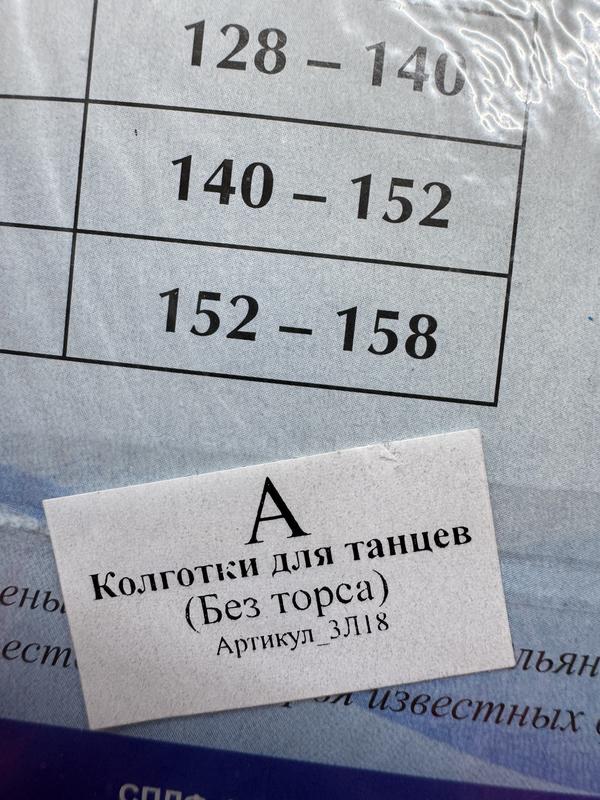 128 – 140
140 – 152
152 – 158
А
Колготки для танцев
(Без торса)
Артикул_3Л18
известных